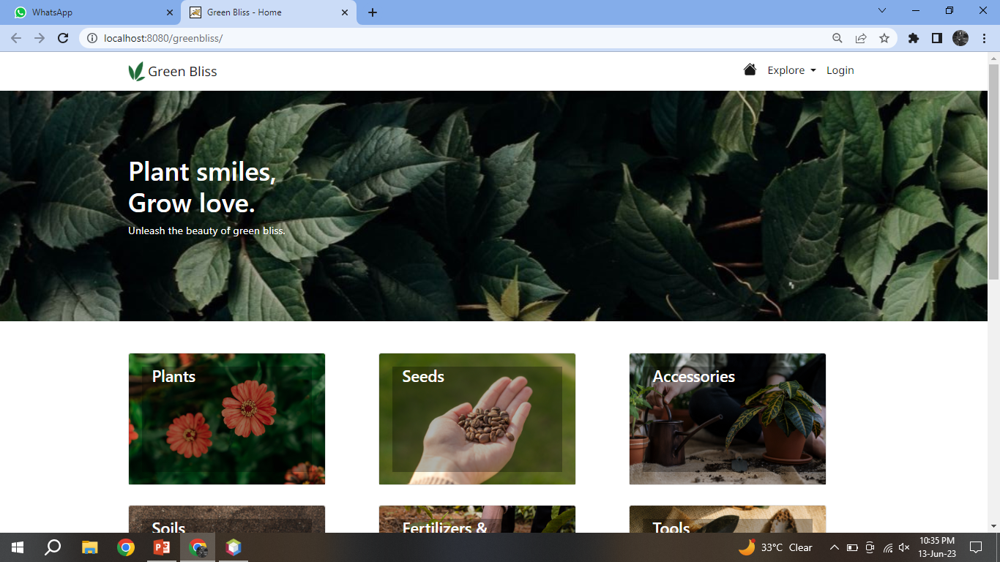 WhatsApp
Green Bliss - Home
localhost:8080/greenbliss/
Green Bliss
Explore
Login
Plant smiles,
Grow love.
Unleash the beauty of green bliss.
Plants
Seeds
Accessories
Soils
Fertilizers &
Tools
33°C Clear
10:35 PM
13-Jun-23